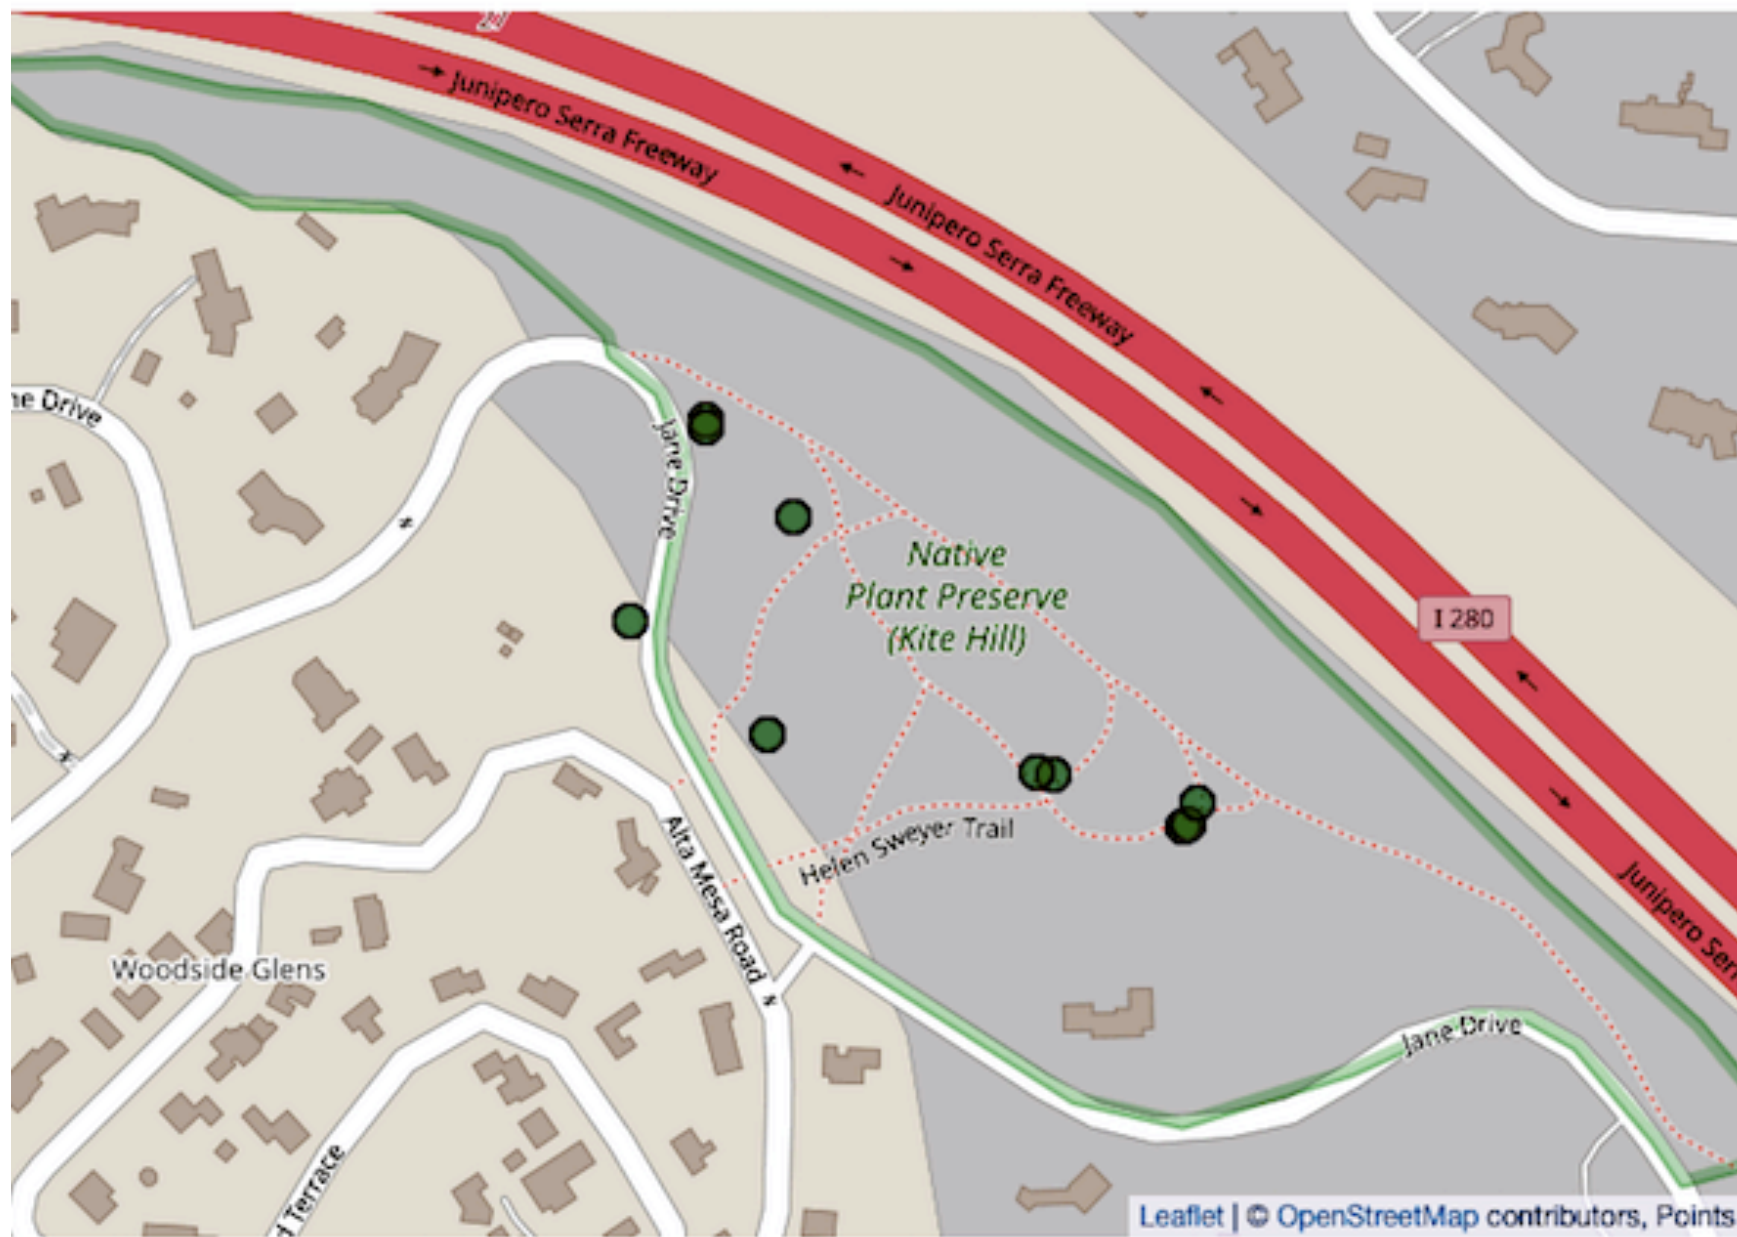 Junipero Serra Freeway
Junipero Serra Freeway
ne Drive
Jane Drive
Native
Plant Preserve
(Kite Hill)
I 280
Helen Sweyer Trail
Alta Mesa Road
Junipero Serr
Woodside Glens
Jane Drive
d Terrace
Leaflet | © OpenStreetMap contributors, Points